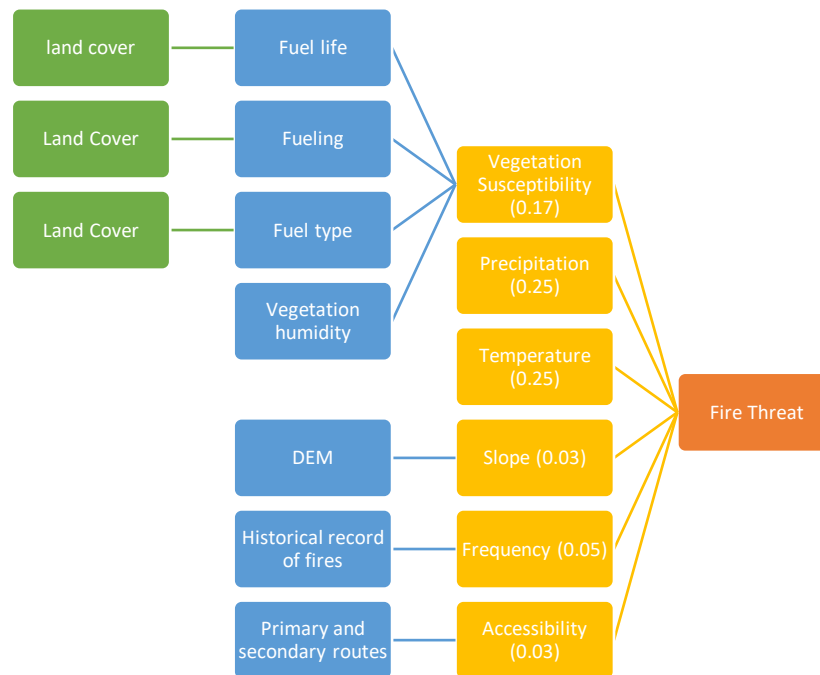 land cover
Fuel life
Land Cover
Fueling
Vegetation
Susceptibility
(0.17)
Land Cover
Fuel type
Precipitation
(0.25)
Vegetation
humidity
Temperature
(0.25)
Fire Threat
DEM
Slope (0.03)
Historical record
of fires
Frequency (0.05)
Primary and
secondary routes
Accessibility
(0.03)